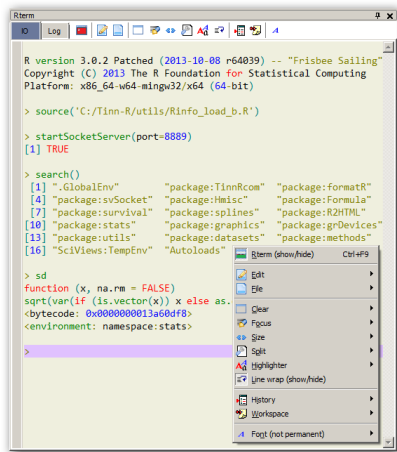 Rterm
IO Log
R version 3.0.2 Patched (2013-10-08 r64039) -- "Frisbee Sailing"
Copyright (C) 2013 The R Foundation for Statistical Computing
Platform: x86_64-w64-mingw32/x64 (64-bit)
> source('C:/Tinn-R/utils/Rinfo_load_b.R')
> startSocketServer(port=8889)
[1] TRUE
> search()
[1] ".GlobalEnv" "package:TinnRcom" "package:formatR"
[4] "package:svSocket" "package:Hmisc" "package:Formula"
[7] "package:survival" "package:splines" "package:R2HTML"
[10] "package:stats" "package:graphics" "package:grDevices"
[13] "package:utils" "package:datasets" "package:methods"
[16] "SciViews:TempEnv" "Autoloads"
> sd
function (x, na.rm = FALSE)
sqrt(var(if (is.vector(x)) x else as.
<bytecode: 0x0000000013a60df8>
<environment: namespace:stats>
>
Rterm (show/hide) Ctrl+F9
Edit
File
Clear
Focus
Size
Split
Highlighter
Line wrap (show/hide)
History
Workspace
Font (not permanent)